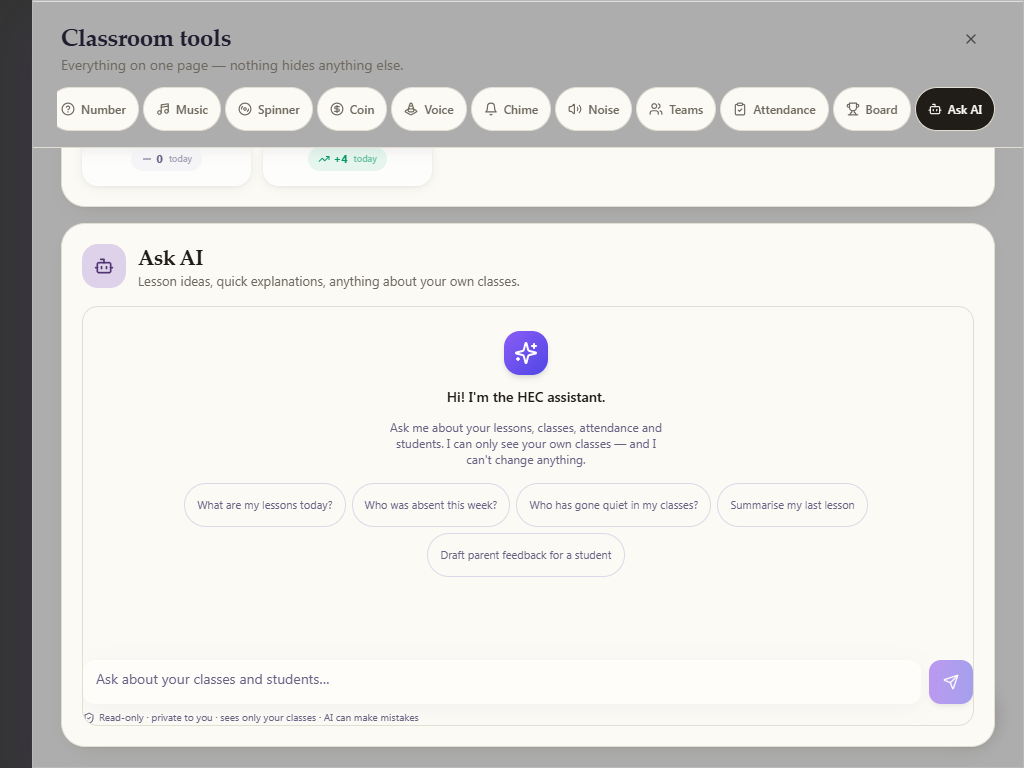 Classroom tools
Everything on one page — nothing hides anything else.
Number
Music
Spinner
Coin
Voice
Chime
Noise
Teams
Attendance
Board
Ask AI
— 0 today
+4 today
Ask AI
Lesson ideas, quick explanations, anything about your own classes.
Hi! I'm the HEC assistant.
Ask me about your lessons, classes, attendance and
students. I can only see your own classes — and I
can't change anything.
What are my lessons today?
Who was absent this week?
Who has gone quiet in my classes?
Summarise my last lesson
Draft parent feedback for a student
Ask about your classes and students...
Read-only · private to you · sees only your classes · AI can make mistakes